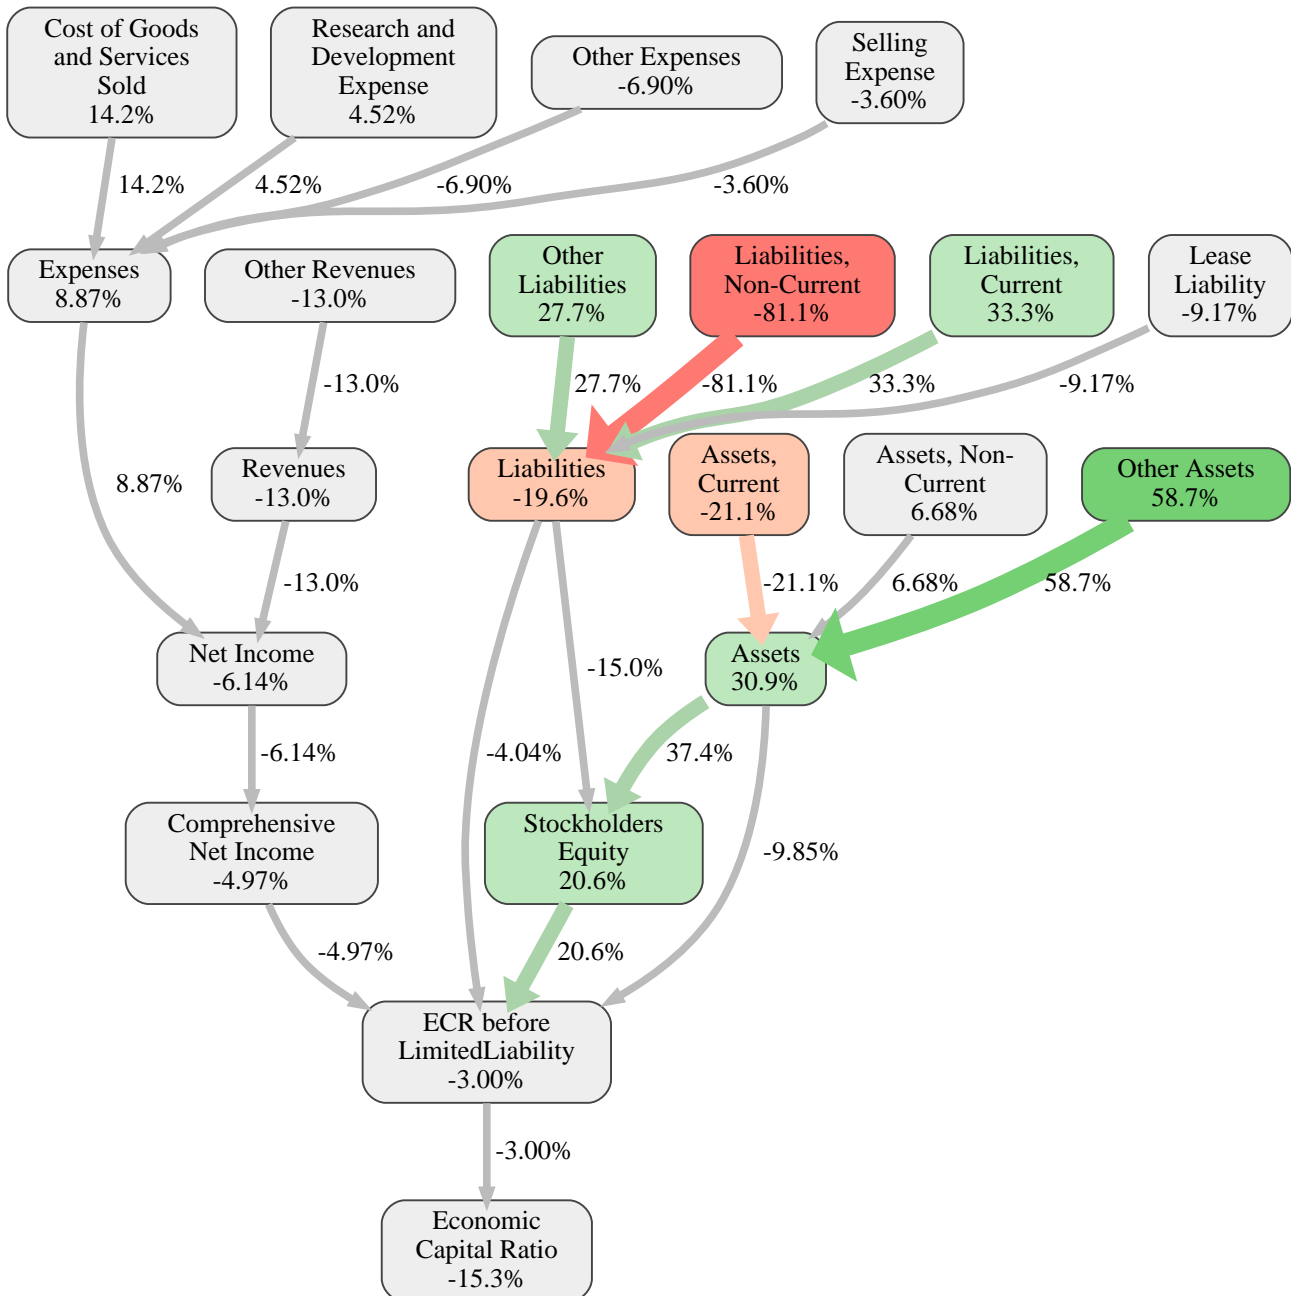 Cost of Goods
and Services
Sold
14.2%
Research and
Development
Expense
4.52%
Other Expenses
-6.90%
Selling
Expense
-3.60%
14.2%
4.52%
-6.90%
-3.60%
Expenses
8.87%
Other Revenues
-13.0%
Other
Liabilities
27.7%
Liabilities,
Non-Current
-81.1%
Liabilities,
Current
33.3%
Lease
Liability
-9.17%
-13.0%
27.7%
-81.1%
33.3%
-9.17%
8.87%
Revenues
-13.0%
Liabilities
-19.6%
Assets,
Current
-21.1%
Assets, Non-
Current
6.68%
Other Assets
58.7%
-13.0%
-21.1%
6.68%
58.7%
Net Income
-6.14%
-15.0%
Assets
30.9%
-6.14%
-4.04%
37.4%
Comprehensive
Net Income
-4.97%
Stockholders
Equity
20.6%
-9.85%
-4.97%
20.6%
ECR before
LimitedLiability
-3.00%
-3.00%
Economic
Capital Ratio
-15.3%